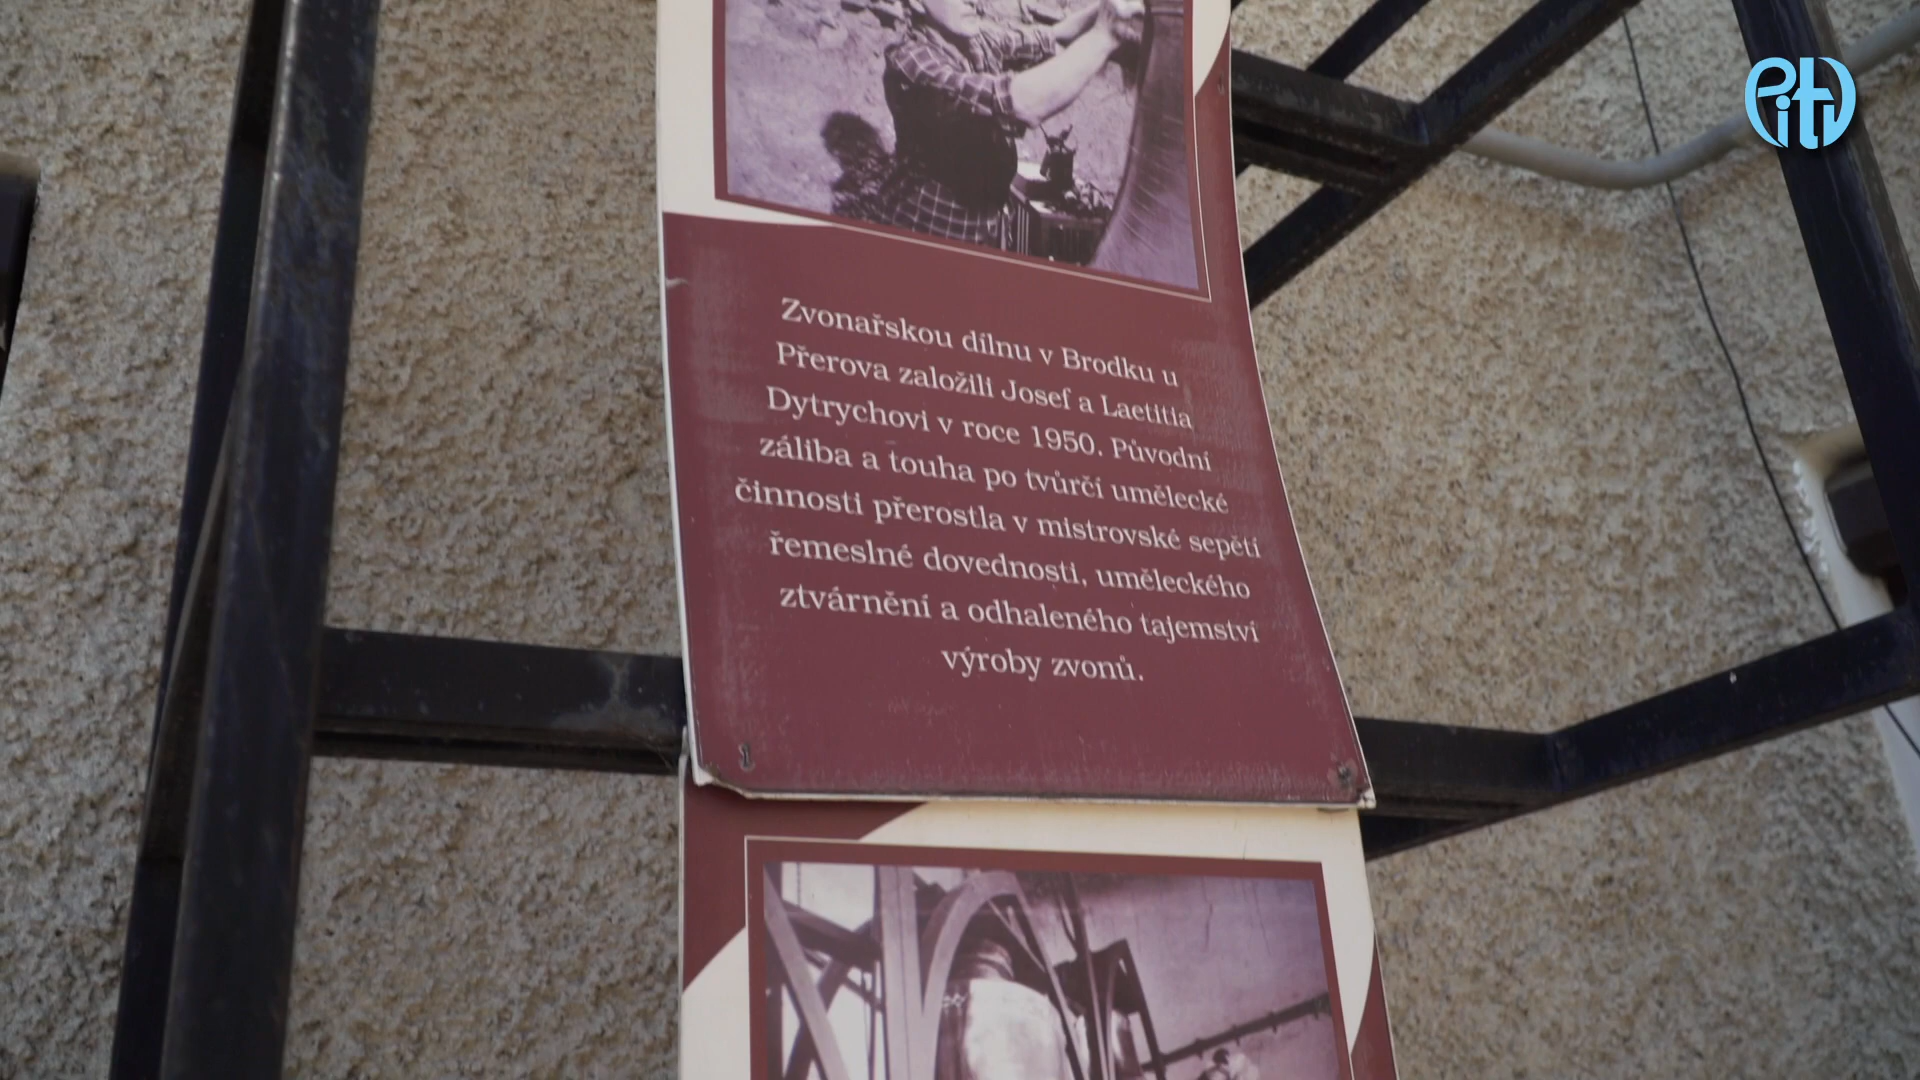 Pitv
Zvonařskou dílnu v Brodku u
Přerova založili Josef a Laetitia
Dytrychovi v roce 1950. Původní
záliba a touha po tvůrčí umělecké
činnosti přerostla v mistrovské sepětí
řemeslné dovednosti, uměleckého
ztvárnění a odhaleného tajemství
výroby zvonů.